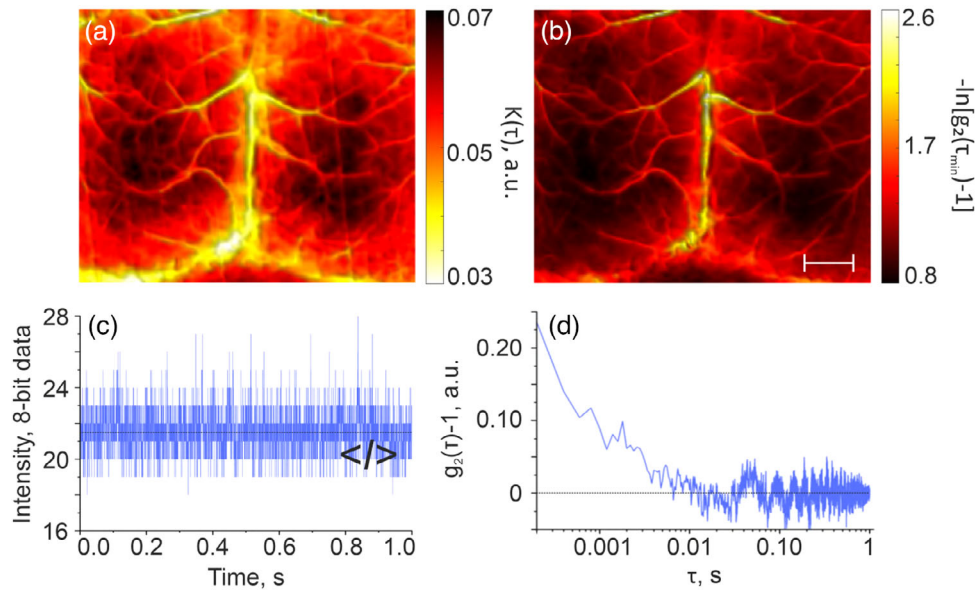 (a)
0.07
0.05
0.03
K(τ), a.u.
(b)
2.6
1.7
0.8
-ln[g₂(τmin)-1]
(c)
Intensity, 8-bit data
28
24
20
16
</>
0.0 0.2 0.4 0.6 0.8 1.0
Time, s
(d)
g₂(τ)-1, a.u.
0.20
0.10
0
0.001 0.01 0.10 1
τ, s